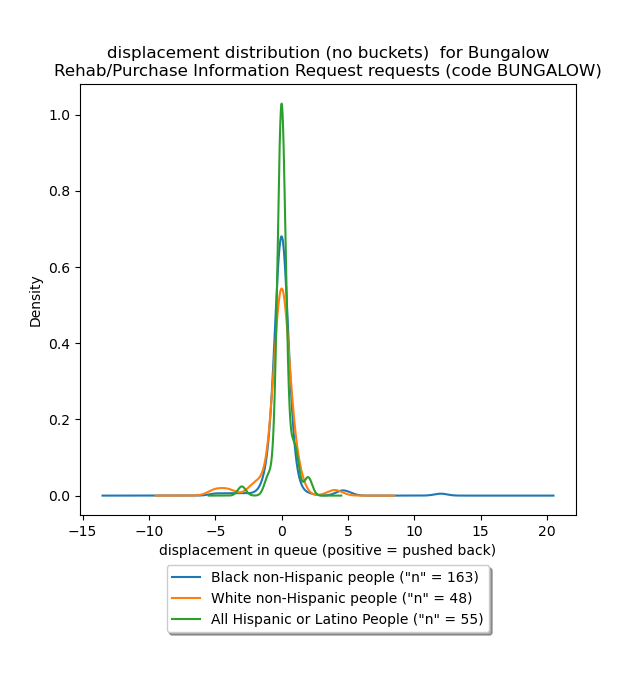 displacement distribution (no buckets)  for Bungalow
Rehab/Purchase Information Request requests (code BUNGALOW)
Density
1.0
0.8
0.6
0.4
0.2
0.0
−15 −10 −5 0 5 10 15 20
displacement in queue (positive = pushed back)
Black non-Hispanic people ("n" = 163)
White non-Hispanic people ("n" = 48)
All Hispanic or Latino People ("n" = 55)